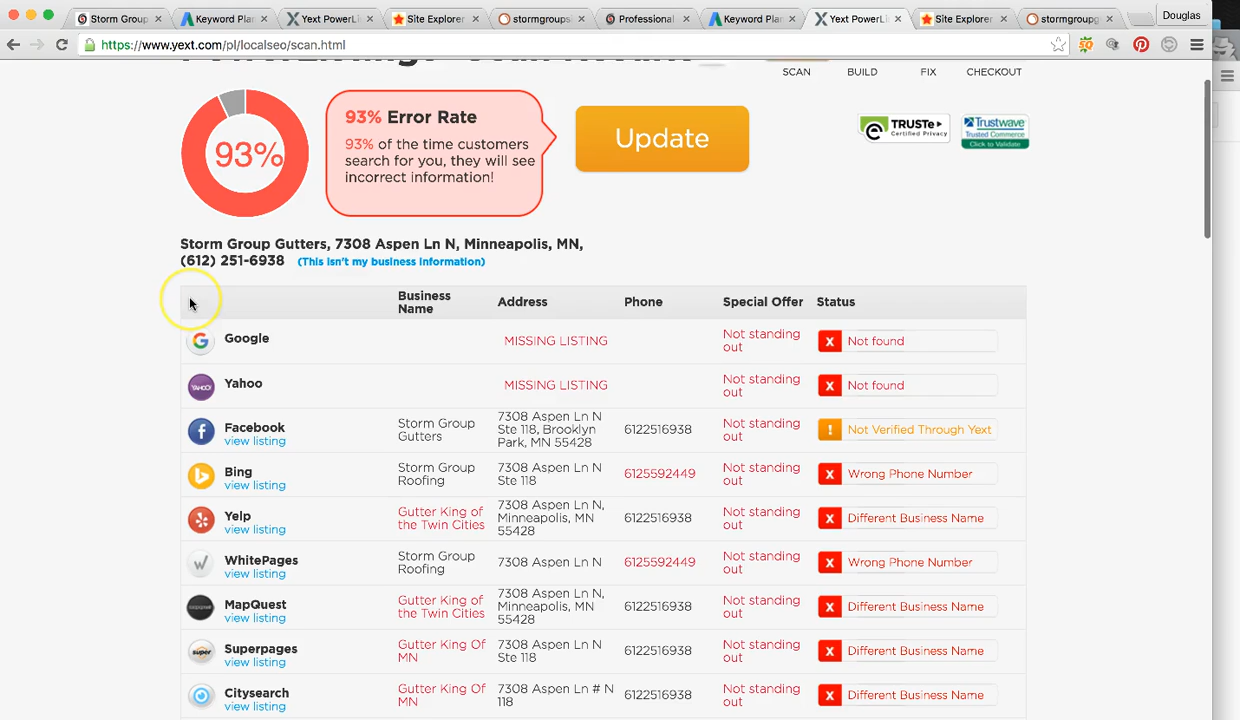 Storm Group
Keyword Plan
Yext PowerLi
Site Explorer
stormgroups
Professional
Keyword Plan
Yext PowerLi
Site Explorer
stormgroupg
Douglas
https://www.yext.com/pl/localseo/scan.html
SCAN
BUILD
FIX
CHECKOUT
93%
93% Error Rate
93% of the time customers
search for you, they will see
incorrect information!
Update
TRUSTe
Certified Privacy
Trustwave
Trusted Commerce
Click to Validate
Storm Group Gutters, 7308 Aspen Ln N, Minneapolis, MN,
(612) 251-6938 (This isn't my business information)
Business
Name
Address
Phone
Special Offer
Status
Google
MISSING LISTING
Not standing
out
X Not found
YAHOO!
Yahoo
MISSING LISTING
Not standing
out
X Not found
Facebook
view listing
Storm Group
Gutters
7308 Aspen Ln N
Ste 118, Brooklyn
Park, MN 55428
6122516938
Not standing
out
! Not Verified Through Yext
Bing
view listing
Storm Group
Roofing
7308 Aspen Ln N
Ste 118
6125592449
Not standing
out
X Wrong Phone Number
Yelp
view listing
Gutter King of
the Twin Cities
7308 Aspen Ln N,
Minneapolis, MN
55428
6122516938
Not standing
out
X Different Business Name
WhitePages
view listing
Storm Group
Roofing
7308 Aspen Ln N
6125592449
Not standing
out
X Wrong Phone Number
MapQuest
view listing
Gutter King of
the Twin Cities
7308 Aspen Ln N,
Minneapolis, MN
55428
6122516938
Not standing
out
X Different Business Name
super
Superpages
view listing
Gutter King Of
MN
7308 Aspen Ln N
Ste 118
6122516938
Not standing
out
X Different Business Name
Citysearch
view listing
Gutter King Of
MN
7308 Aspen Ln # N
118
6122516938
Not standing
out
X Different Business Name